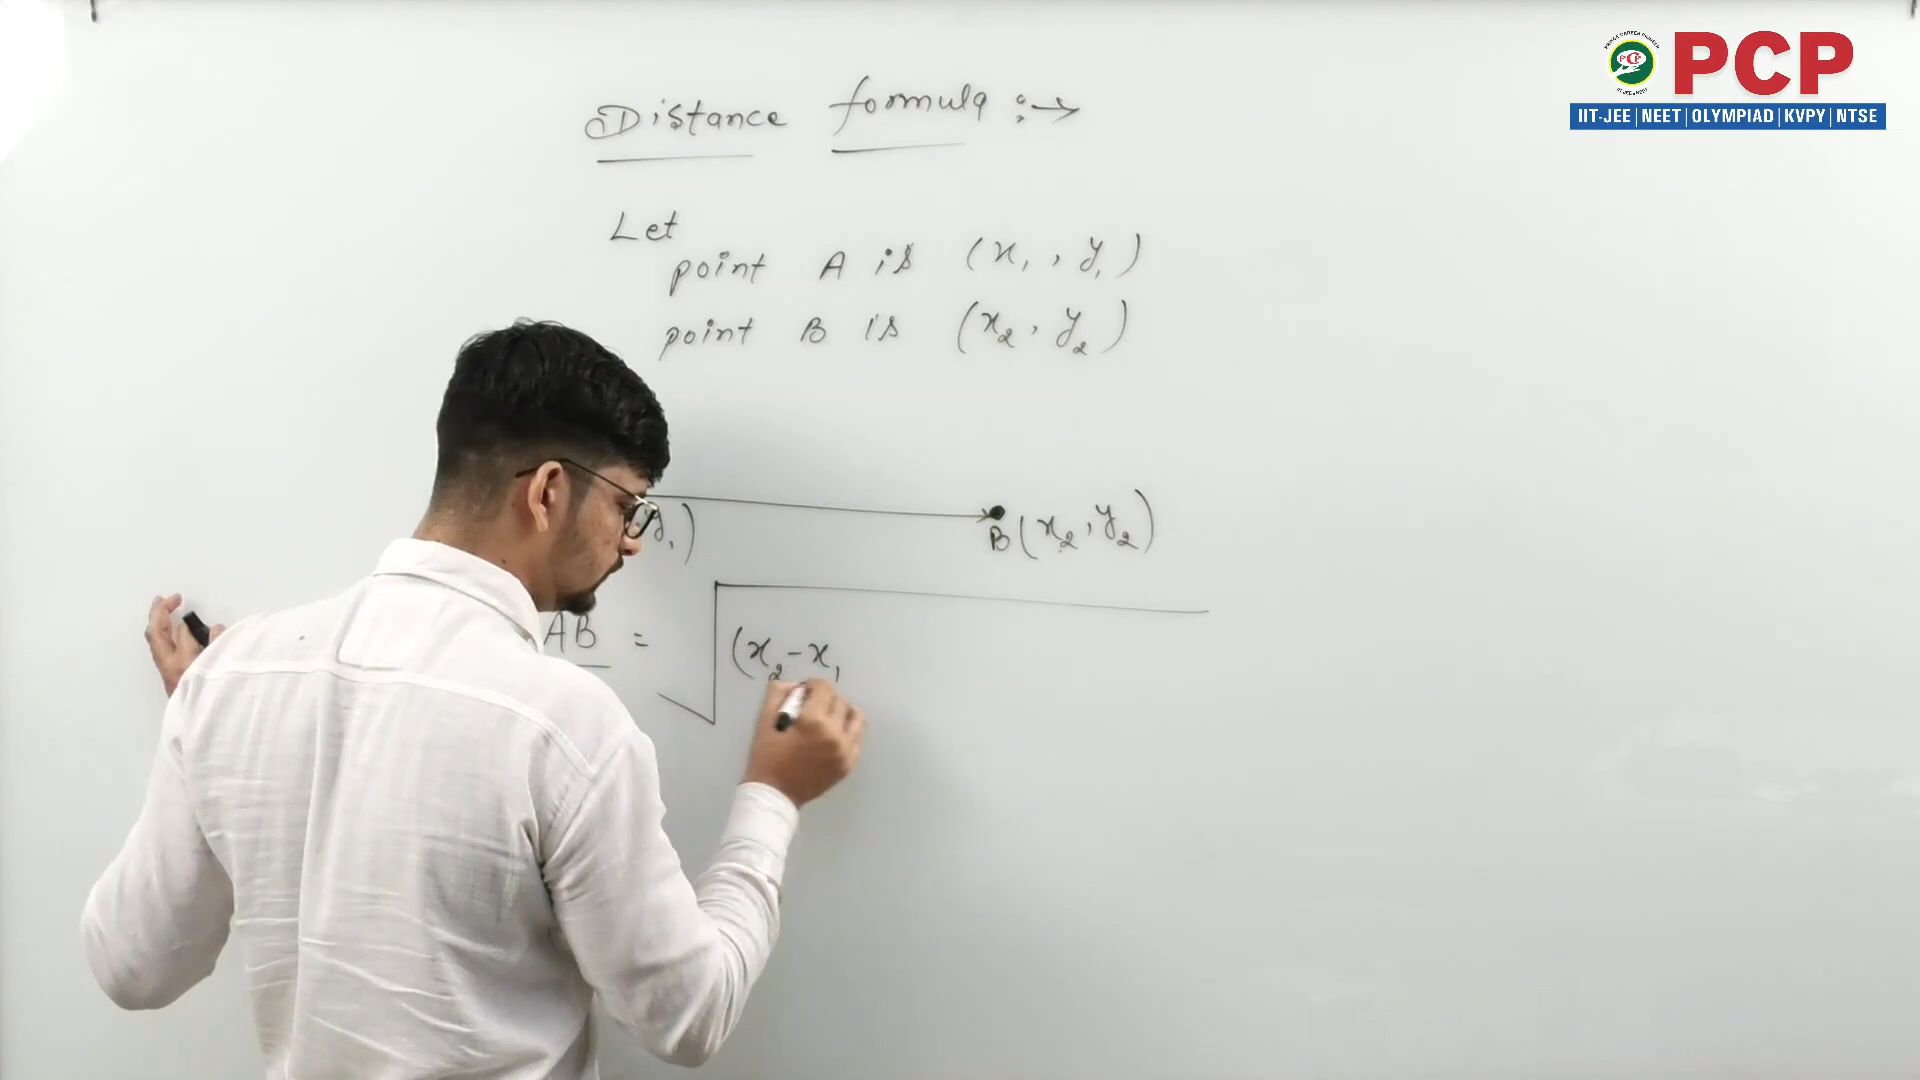 PCP
IIT-JEE | NEET | OLYMPIAD | KVPY | NTSE
Distance formula :→
Let
point A is (x₁, y₁)
point B is (x₂, y₂)
y₁)
B(x₂, y₂)
AB = √(x₂-x₁